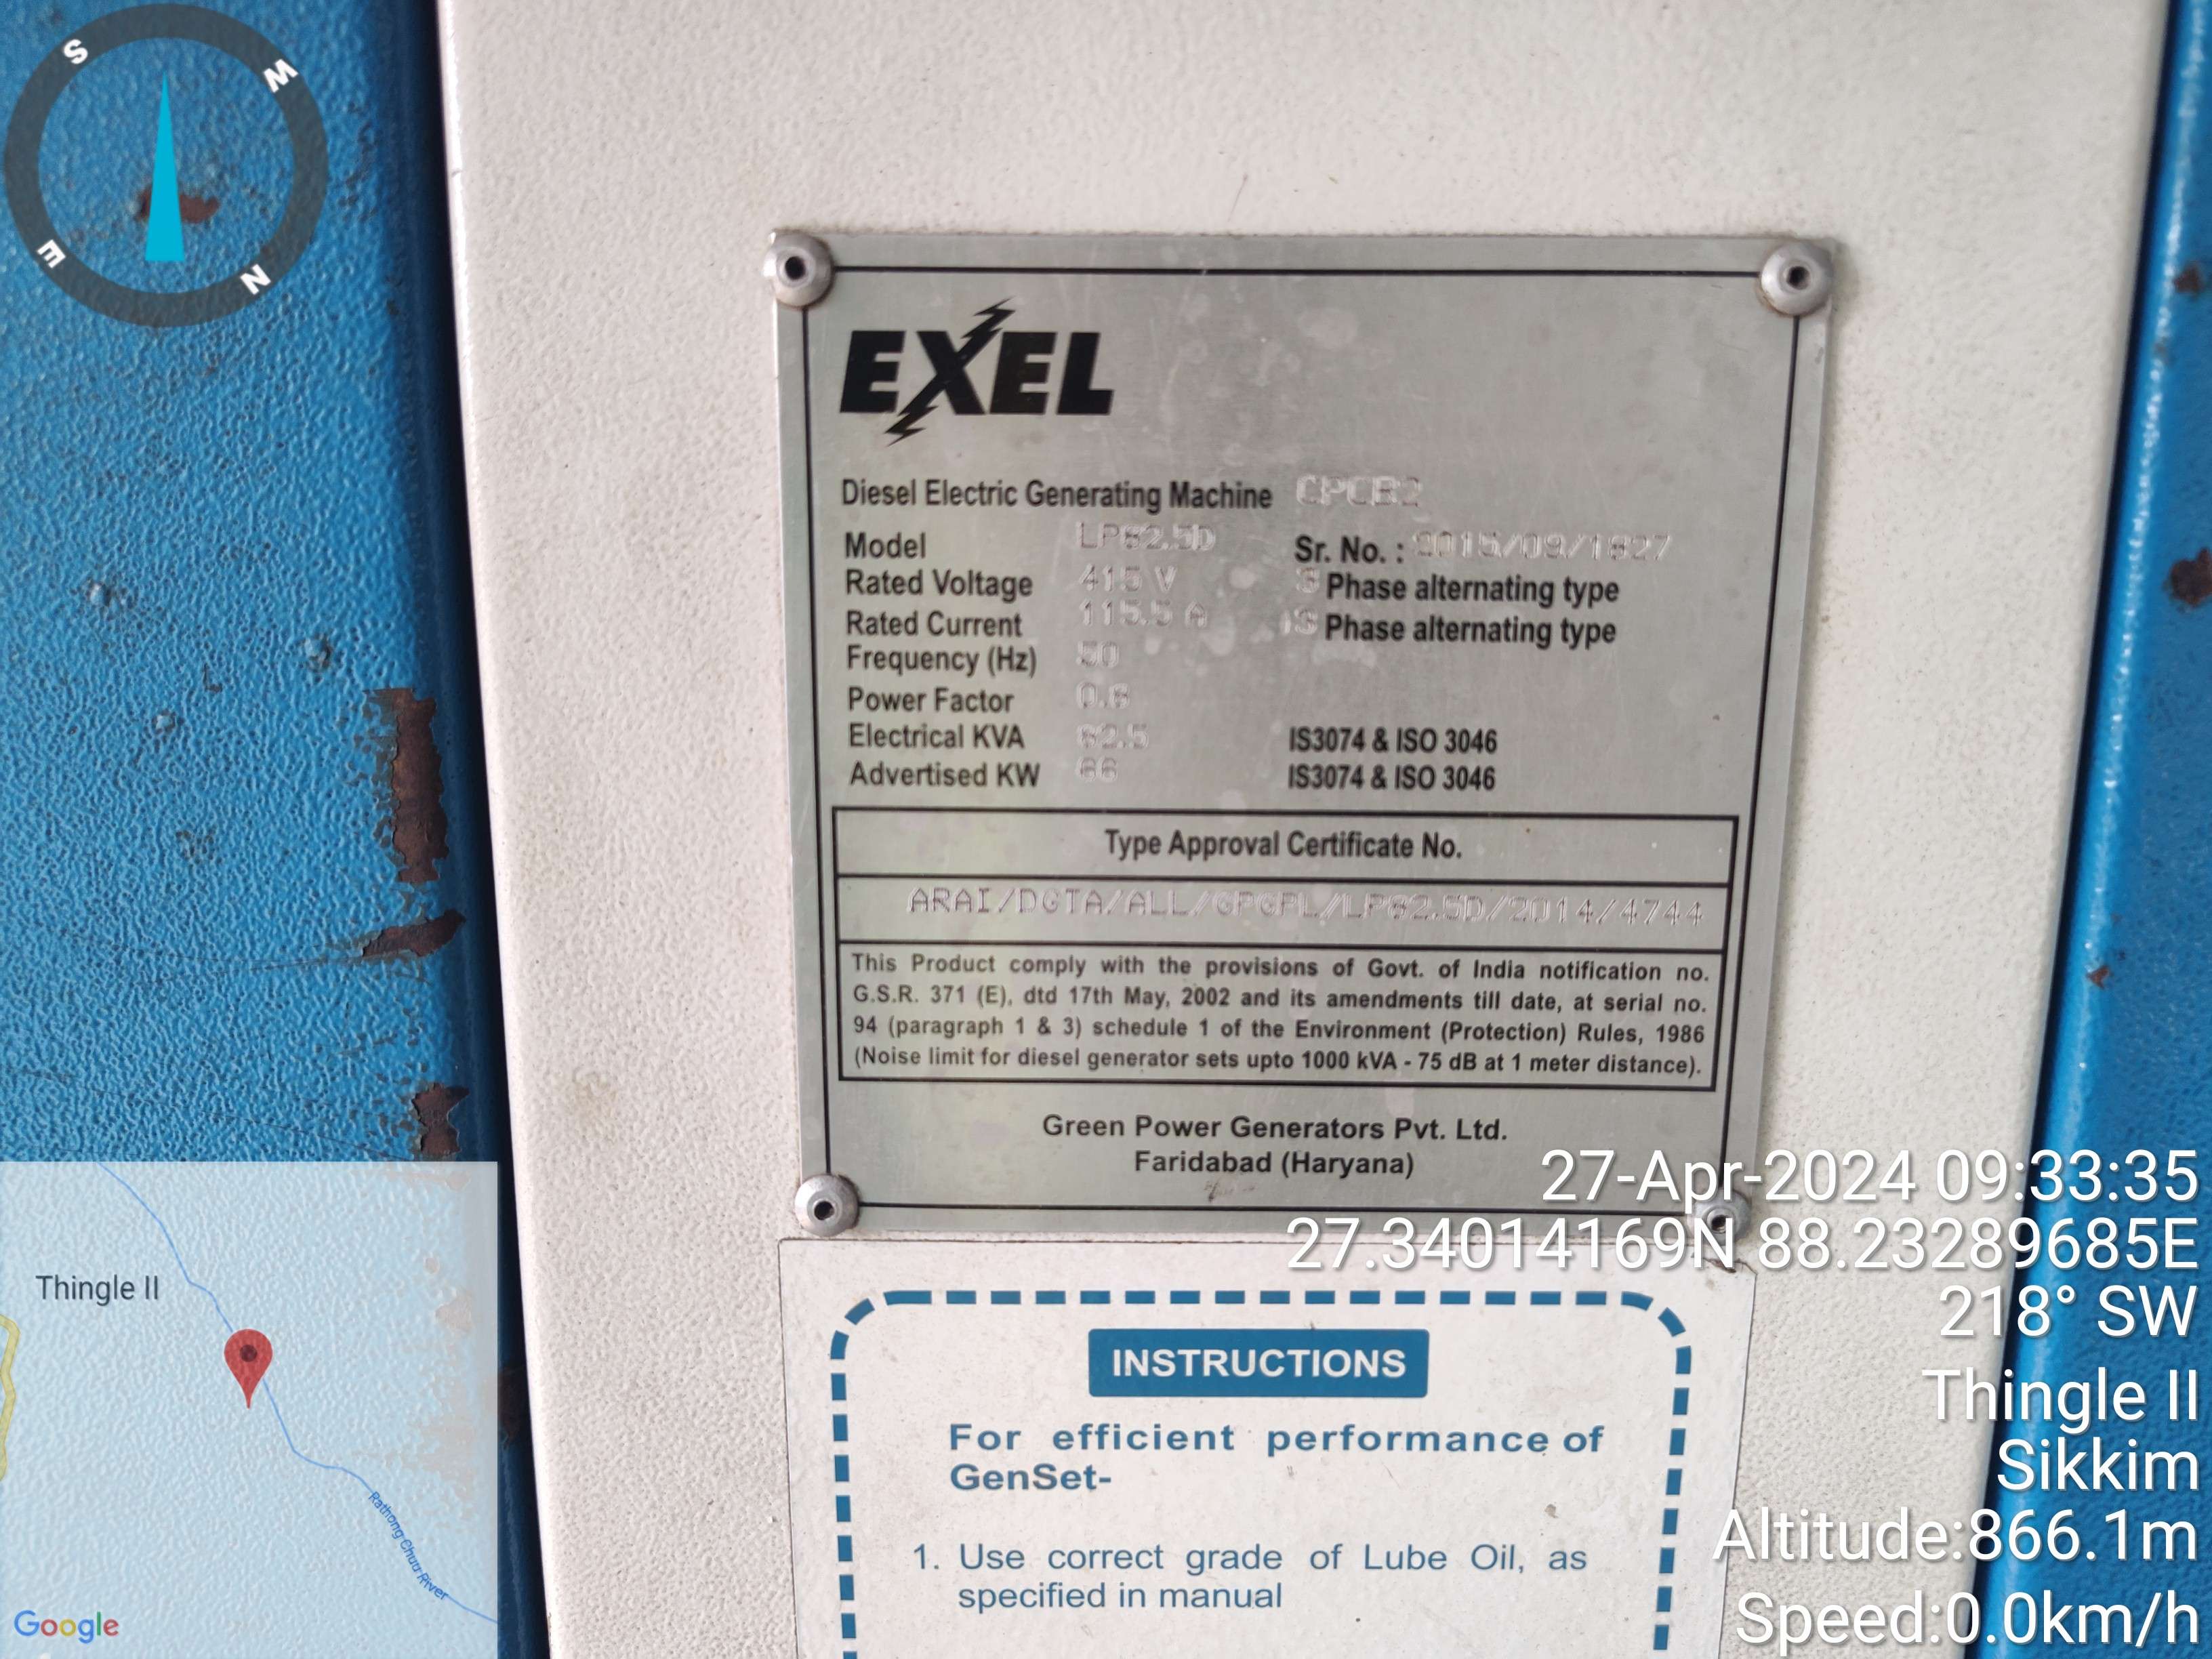 S
W
E
N
EXEL
Diesel Electric Generating Machine CPCB2
Model LP82.5D Sr. No. : 2015/09/1827
Rated Voltage 415 V 3 Phase alternating type
Rated Current 115.5 A 3 Phase alternating type
Frequency (Hz) 50
Power Factor 0.8
Electrical KVA 82.5 IS3074 & ISO 3046
Advertised KW 66 IS3074 & ISO 3046
Type Approval Certificate No.
ARAI/DGTA/ALL/GPGPL/LP82.5D/2014/4744
This Product comply with the provisions of Govt. of India notification no.
G.S.R. 371 (E), dtd 17th May, 2002 and its amendments till date, at serial no.
94 (paragraph 1 & 3) schedule 1 of the Environment (Protection) Rules, 1986
(Noise limit for diesel generator sets upto 1000 kVA - 75 dB at 1 meter distance).
Green Power Generators Pvt. Ltd.
Faridabad (Haryana)
INSTRUCTIONS
For efficient performance of
GenSet-
1. Use correct grade of Lube Oil, as
specified in manual
27-Apr-2024 09:33:35
27.34014169N 88.23289685E
218° SW
Thingle II
Sikkim
Altitude:866.1m
Speed:0.0km/h
Thingle II
Rathong Chuu River
Google